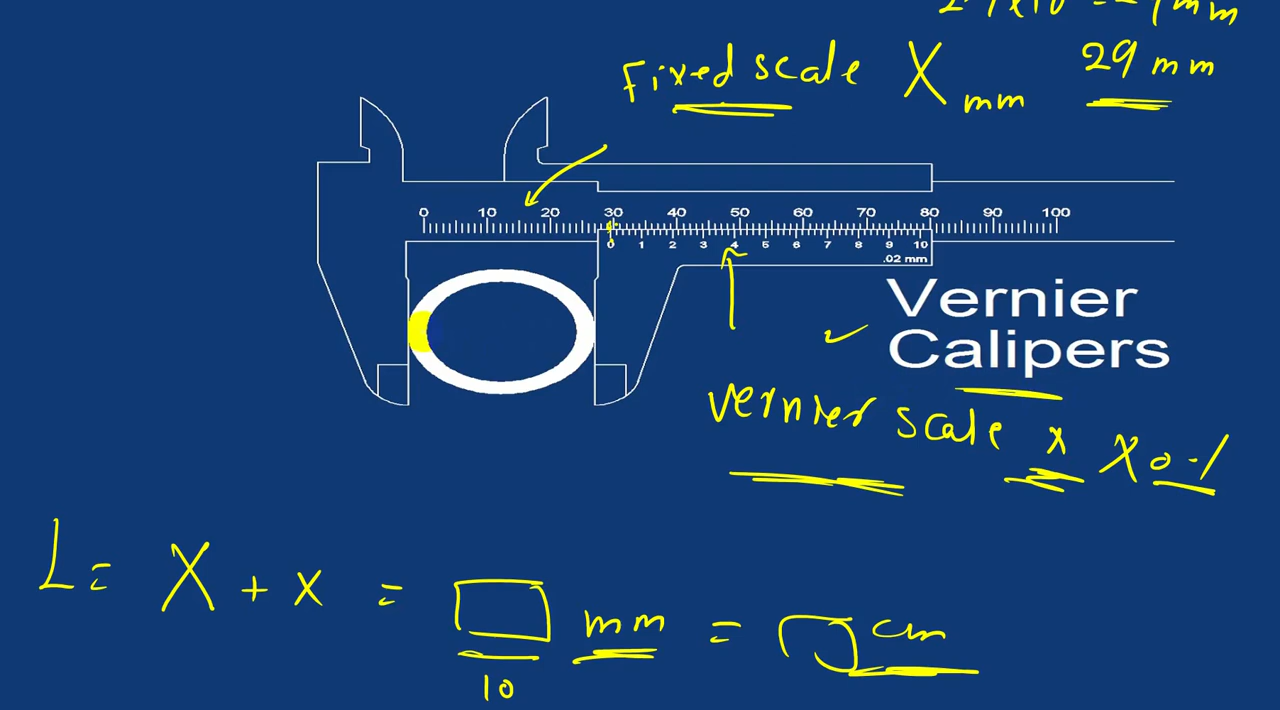 = 29 mm
Fixed scale X mm 29 mm
0 10 20 30 40 50 60 70 80 90 100
0 1 2 3 4 5 6 7 8 9 10
.02 mm
Vernier
Calipers
vernier scale x X 0.1
L = X + x = mm = cm
10